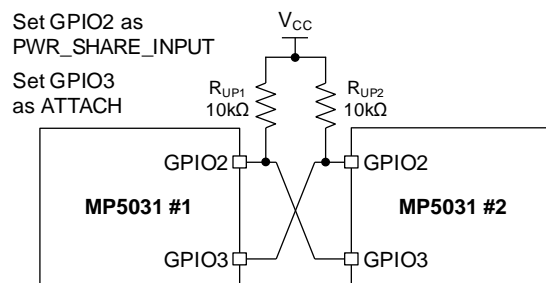 Set GPIO2 as
PWR_SHARE_INPUT
Set GPIO3
as ATTACH
VCC
RUP1
10kΩ
RUP2
10kΩ
GPIO2
GPIO2
MP5031 #1
MP5031 #2
GPIO3
GPIO3